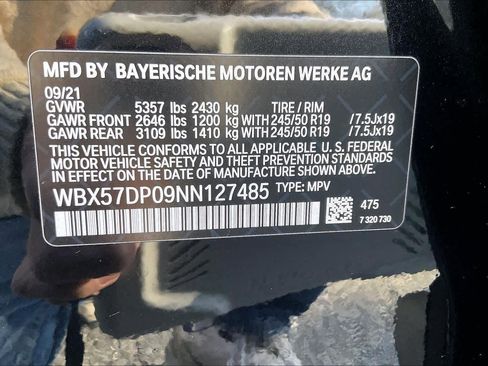 MFD BY BAYERISCHE MOTOREN WERKE AG
09/21
GVWR 5357 lbs 2430 kg TIRE / RIM
GAWR FRONT 2646 lbs 1200 kg WITH 245/50 R19 /7.5Jx19
GAWR REAR 3109 lbs 1410 kg WITH 245/50 R19 /7.5Jx19
THIS VEHICLE CONFORMS TO ALL APPLICABLE U. S. FEDERAL
MOTOR VEHICLE SAFETY AND THEFT PREVENTION STANDARDS
IN EFFECT ON THE DATE OF MANUFACTURE SHOWN ABOVE.
WBX57DP09NN127485 TYPE: MPV
475
7 320 730